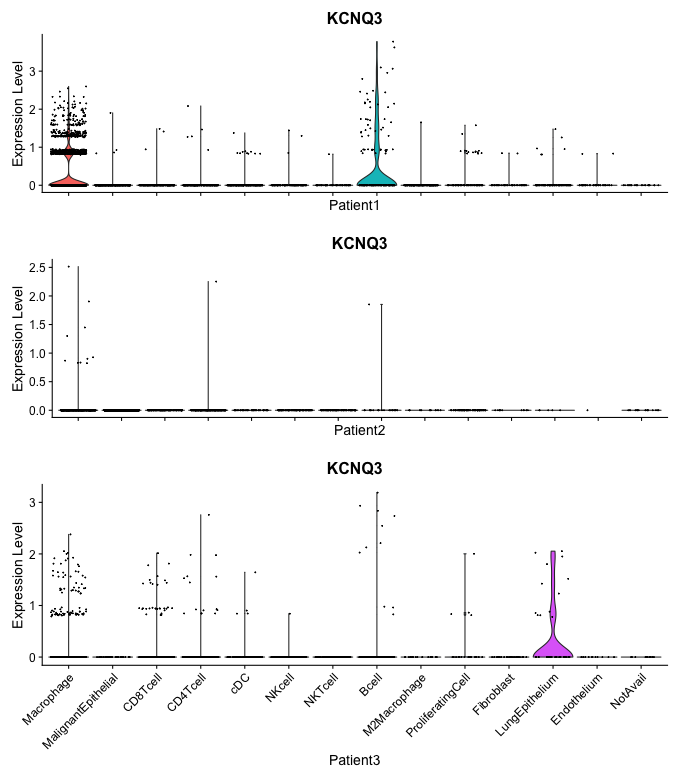 KCNQ3
Expression Level
3
2
1
0
Patient1
KCNQ3
Expression Level
2.5
2.0
1.5
1.0
0.5
0.0
Patient2
KCNQ3
Expression Level
3
2
1
0
Macrophage
MalignantEpithelial
CD8Tcell
CD4Tcell
cDC
NKcell
NKTcell
Bcell
M2Macrophage
ProliferatingCell
Fibroblast
LungEpithelium
Endothelium
NotAvail
Patient3